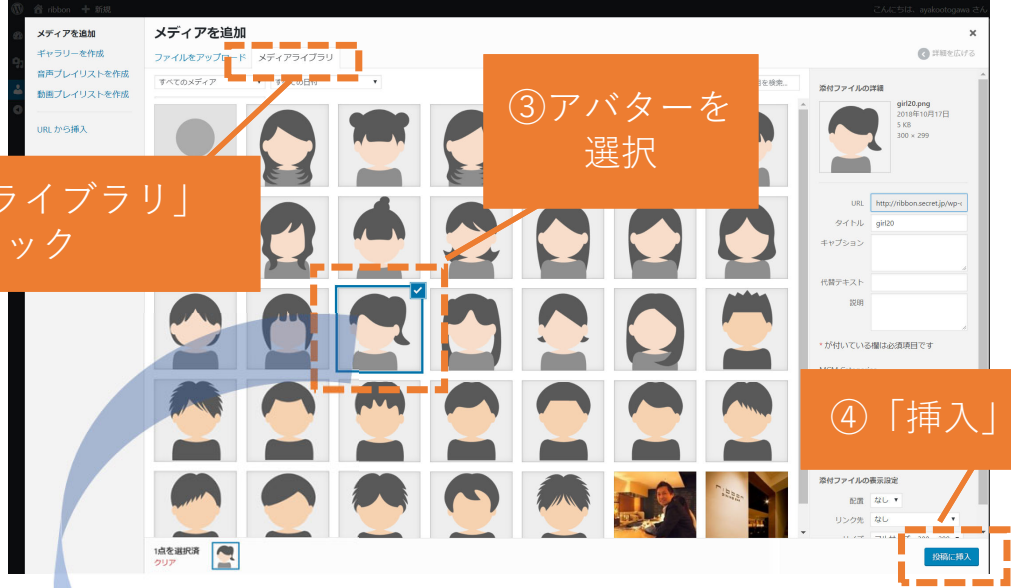 ribbon ＋ 新規
こんにちは、ayakootogawa さん
メディアを追加
ギャラリーを作成
音声プレイリストを作成
動画プレイリストを作成
URL から挿入
メディアを追加
×
ファイルをアップロード メディアライブラリ
詳細を広げる
すべてのメディア
すべての日付
を検索...
③アバターを
選択
ライブラリ」
ック
添付ファイルの詳細
girl20.png
2018年10月17日
5 KB
300 × 299
URL http://ribbon.secret.jp/wp-c
タイトル girl20
キャプション
代替テキスト
説明
* が付いている欄は必須項目です
④「挿入」
添付ファイルの表示設定
配置 なし
リンク先 なし
1点を選択済
クリア
投稿に挿入